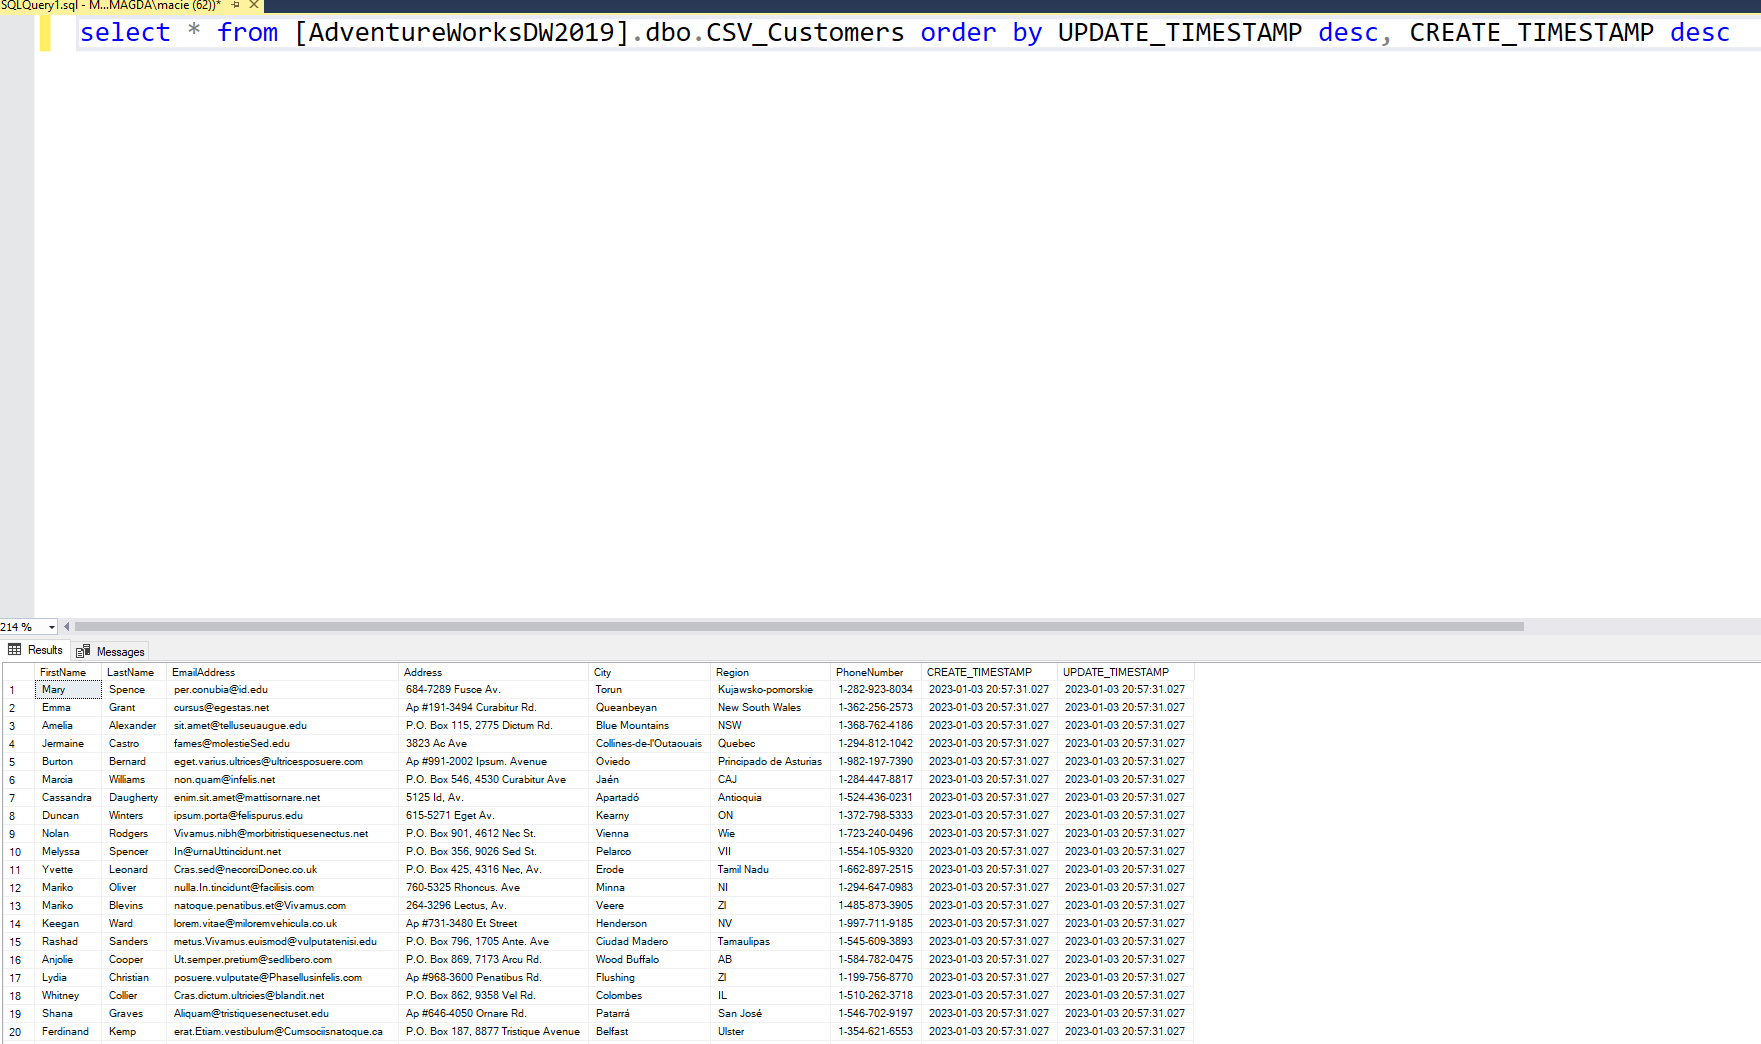 SQLQuery1.sql - M...MAGDA\macie (62))*
select * from [AdventureWorksDW2019].dbo.CSV_Customers order by UPDATE_TIMESTAMP desc, CREATE_TIMESTAMP desc
214 %
Results Messages
FirstName LastName EmailAddress Address City Region PhoneNumber CREATE_TIMESTAMP UPDATE_TIMESTAMP
1 Mary Spence per.conubia@id.edu 684-7289 Fusce Av. Torun Kujawsko-pomorskie 1-282-923-8034 2023-01-03 20:57:31.027 2023-01-03 20:57:31.027
2 Emma Grant cursus@egestas.net Ap #191-3494 Curabitur Rd. Queanbeyan New South Wales 1-362-256-2573 2023-01-03 20:57:31.027 2023-01-03 20:57:31.027
3 Amelia Alexander sit.amet@telluseuaugue.edu P.O. Box 115, 2775 Dictum Rd. Blue Mountains NSW 1-368-762-4186 2023-01-03 20:57:31.027 2023-01-03 20:57:31.027
4 Jermaine Castro fames@molestieSed.edu 3823 Ac Ave Collines-de-l'Outaouais Quebec 1-294-812-1042 2023-01-03 20:57:31.027 2023-01-03 20:57:31.027
5 Burton Bernard eget.varius.ultrices@ultricesposuere.com Ap #991-2002 Ipsum. Avenue Oviedo Principado de Asturias 1-982-197-7390 2023-01-03 20:57:31.027 2023-01-03 20:57:31.027
6 Marcia Williams non.quam@infelis.net P.O. Box 546, 4530 Curabitur Ave Jaén CAJ 1-284-447-8817 2023-01-03 20:57:31.027 2023-01-03 20:57:31.027
7 Cassandra Daugherty enim.sit.amet@mattisornare.net 5125 Id, Av. Apartadó Antioquia 1-524-436-0231 2023-01-03 20:57:31.027 2023-01-03 20:57:31.027
8 Duncan Winters ipsum.porta@felispurus.edu 615-5271 Eget Av. Kearny ON 1-372-798-5333 2023-01-03 20:57:31.027 2023-01-03 20:57:31.027
9 Nolan Rodgers Vivamus.nibh@morbitristiquesenectus.net P.O. Box 901, 4612 Nec St. Vienna Wie 1-723-240-0496 2023-01-03 20:57:31.027 2023-01-03 20:57:31.027
10 Melyssa Spencer In@urnaUttincidunt.net P.O. Box 356, 9026 Sed St. Pelarco VII 1-554-105-9320 2023-01-03 20:57:31.027 2023-01-03 20:57:31.027
11 Yvette Leonard Cras.sed@necorciDonec.co.uk P.O. Box 425, 4316 Nec, Av. Erode Tamil Nadu 1-662-897-2515 2023-01-03 20:57:31.027 2023-01-03 20:57:31.027
12 Mariko Oliver nulla.In.tincidunt@facilisis.com 760-5325 Rhoncus. Ave Minna NI 1-294-647-0983 2023-01-03 20:57:31.027 2023-01-03 20:57:31.027
13 Mariko Blevins natoque.penatibus.et@Vivamus.com 264-3296 Lectus, Av. Veere ZI 1-485-873-3905 2023-01-03 20:57:31.027 2023-01-03 20:57:31.027
14 Keegan Ward lorem.vitae@miloremvehicula.co.uk Ap #731-3480 Et Street Henderson NV 1-997-711-9185 2023-01-03 20:57:31.027 2023-01-03 20:57:31.027
15 Rashad Sanders metus.Vivamus.euismod@vulputatenisi.edu P.O. Box 796, 1705 Ante. Ave Ciudad Madero Tamaulipas 1-545-609-3893 2023-01-03 20:57:31.027 2023-01-03 20:57:31.027
16 Anjolie Cooper Ut.semper.pretium@sedlibero.com P.O. Box 869, 7173 Arcu Rd. Wood Buffalo AB 1-584-782-0475 2023-01-03 20:57:31.027 2023-01-03 20:57:31.027
17 Lydia Christian posuere.vulputate@Phasellusinfelis.com Ap #968-3600 Penatibus Rd. Flushing ZI 1-199-756-8770 2023-01-03 20:57:31.027 2023-01-03 20:57:31.027
18 Whitney Collier Cras.dictum.ultricies@blandit.net P.O. Box 862, 9358 Vel Rd. Colombes IL 1-510-262-3718 2023-01-03 20:57:31.027 2023-01-03 20:57:31.027
19 Shana Graves Aliquam@tristiquesenectuset.edu Ap #646-4050 Ornare Rd. Patarrá San José 1-546-702-9197 2023-01-03 20:57:31.027 2023-01-03 20:57:31.027
20 Ferdinand Kemp erat.Etiam.vestibulum@Cumsociisnatoque.ca P.O. Box 187, 8877 Tristique Avenue Belfast Ulster 1-354-621-6553 2023-01-03 20:57:31.027 2023-01-03 20:57:31.027